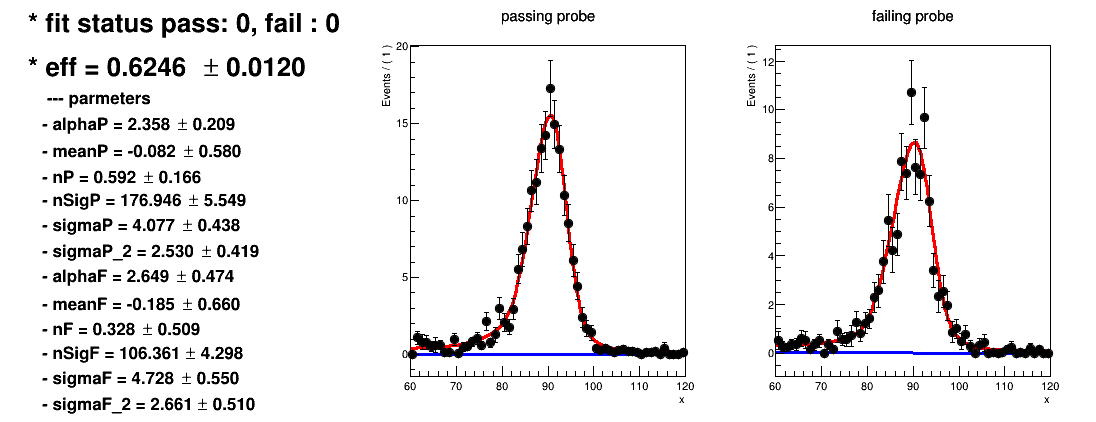 * fit status pass: 0, fail : 0
* eff = 0.6246 ± 0.0120
--- parmeters
- alphaP = 2.358 ± 0.209
- meanP = -0.082 ± 0.580
- nP = 0.592 ± 0.166
- nSigP = 176.946 ± 5.549
- sigmaP = 4.077 ± 0.438
- sigmaP_2 = 2.530 ± 0.419
- alphaF = 2.649 ± 0.474
- meanF = -0.185 ± 0.660
- nF = 0.328 ± 0.509
- nSigF = 106.361 ± 4.298
- sigmaF = 4.728 ± 0.550
- sigmaF_2 = 2.661 ± 0.510
passing probe
Events / ( 1 )
20
15
10
5
0
60 70 80 90 100 110 120
x
failing probe
Events / ( 1 )
12
10
8
6
4
2
0
60 70 80 90 100 110 120
x